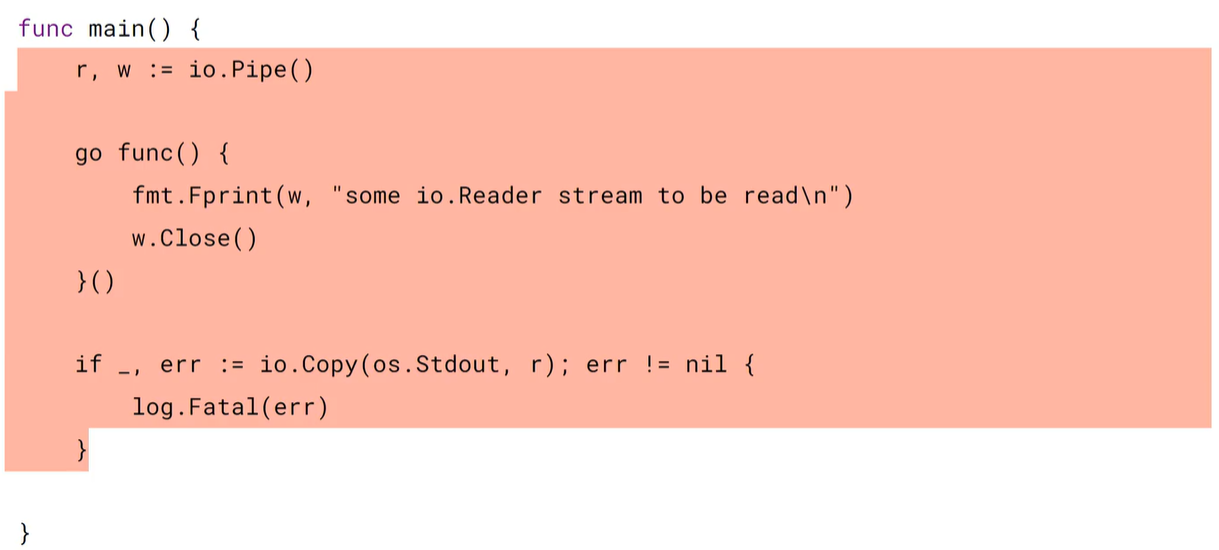 func main() {
    r, w := io.Pipe()

    go func() {
        fmt.Fprint(w, "some io.Reader stream to be read\n")
        w.Close()
    }()

    if _, err := io.Copy(os.Stdout, r); err != nil {
        log.Fatal(err)
    }

}